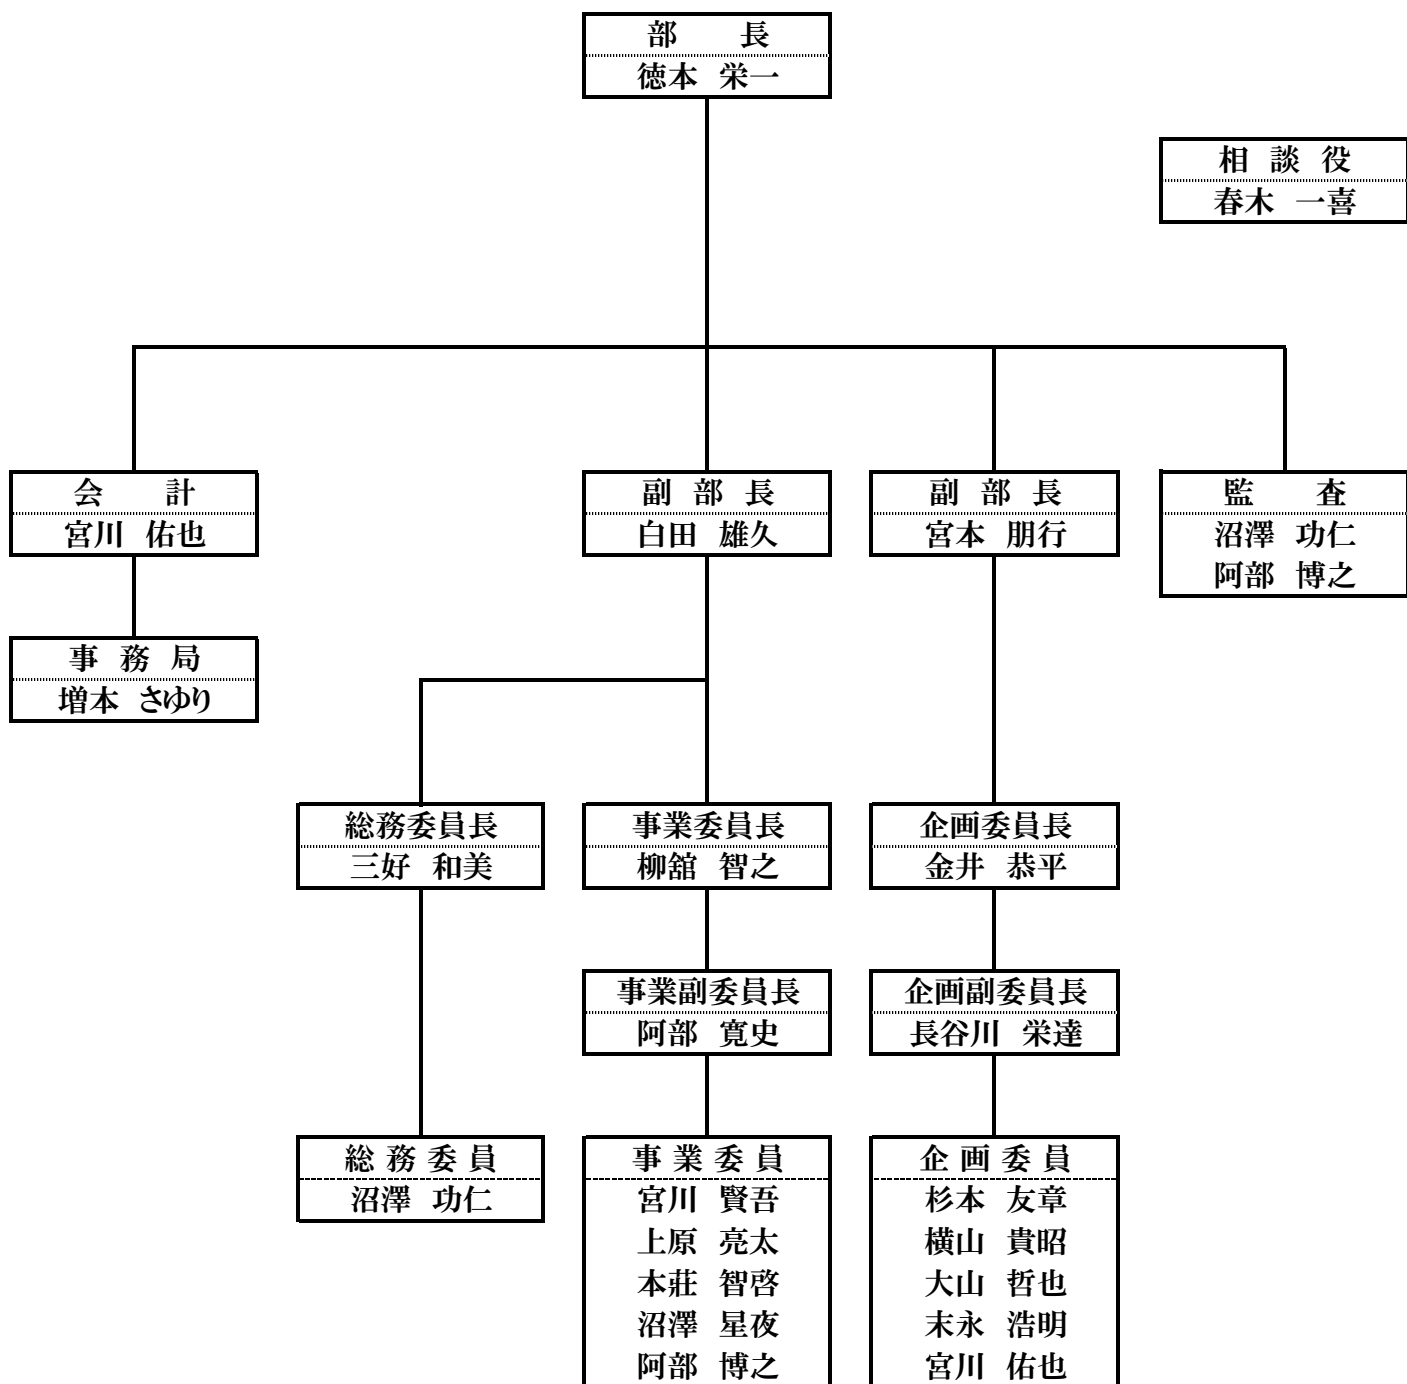 部　　長
徳本　栄一
相 談 役
春木　一喜
会　　計
宮川　佑也
副 部 長
白田　雄久
副 部 長
宮本　朋行
監　　査
沼澤　功仁
阿部　博之
事 務 局
増本　さゆり
総務委員長
三好　和美
事業委員長
柳舘　智之
企画委員長
金井　恭平
事業副委員長
阿部　寛史
企画副委員長
長谷川　栄達
総 務 委 員
沼澤　功仁
事 業 委 員
宮川　賢吾
上原　亮太
本莊　智啓
沼澤　星夜
阿部　博之
企 画 委 員
杉本　友章
横山　貴昭
大山　哲也
末永　浩明
宮川　佑也